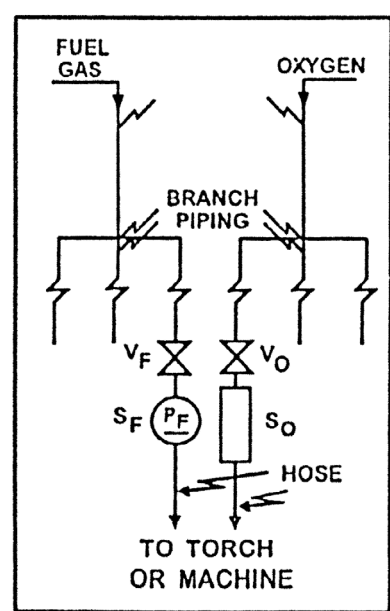 FUEL
GAS
OXYGEN
BRANCH
PIPING
VF
VO
SF
PF
SO
HOSE
TO TORCH
OR MACHINE